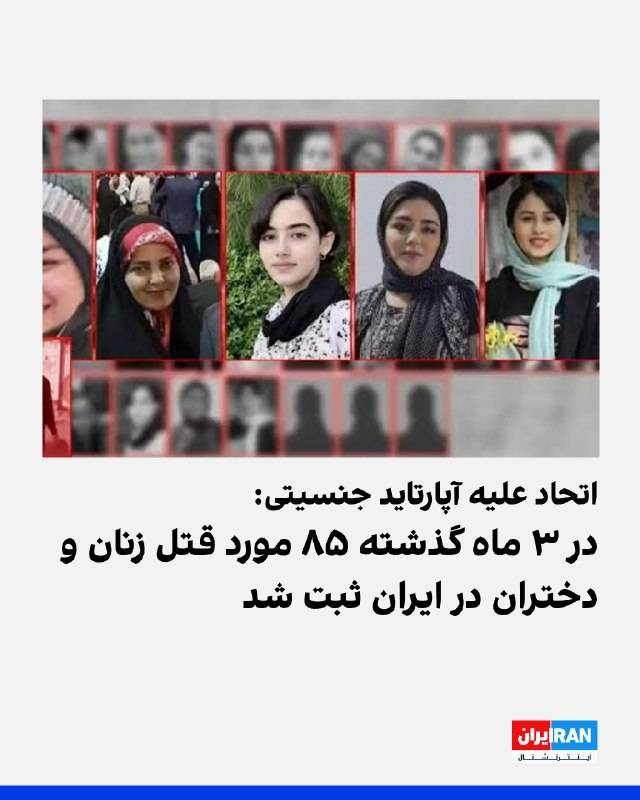 اتحاد علیه آپارتاید جنسیتی:
در ۳ ماه گذشته ۸۵ مورد قتل زنان و
دختران در ایران ثبت شد
ایران IRAN
اینترنشنال